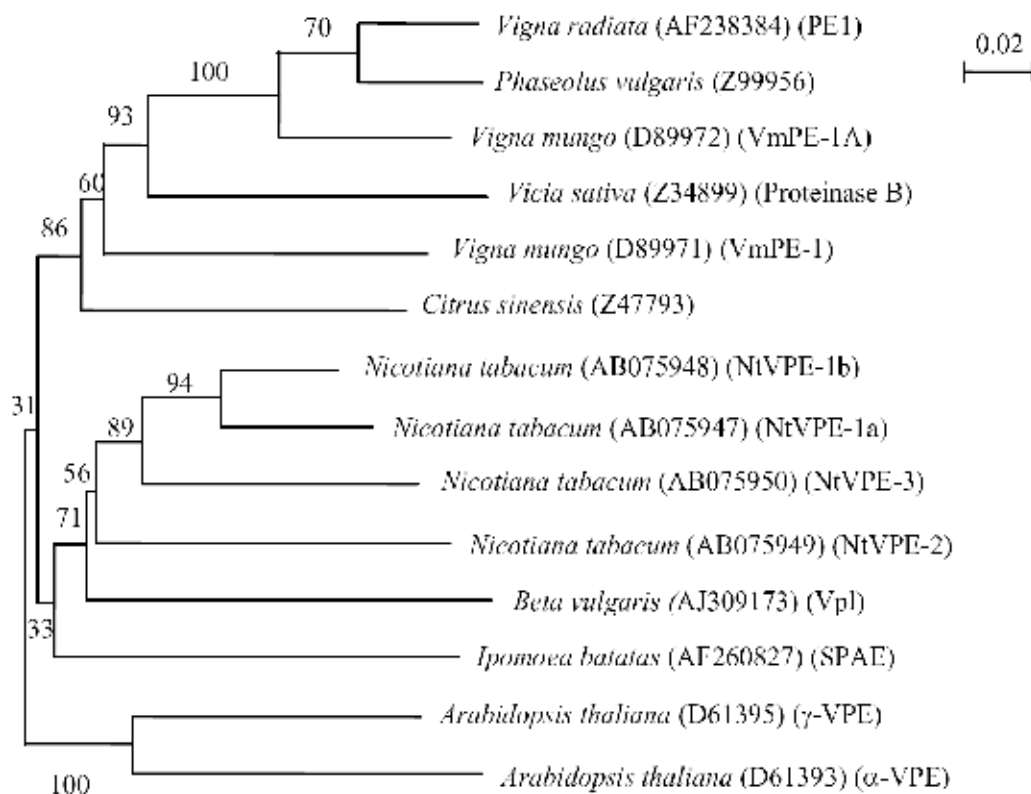 70
Vigna radiata (AF238384) (PE1)
0.02
100
Phaseolus vulgaris (Z99956)
93
Vigna mungo (D89972) (VmPE-1A)
60
Vicia sativa (Z34899) (Proteinase B)
86
Vigna mungo (D89971) (VmPE-1)
Citrus sinensis (Z47793)
Nicotiana tabacum (AB075948) (NtVPE-1b)
94
31
Nicotiana tabacum (AB075947) (NtVPE-1a)
89
56
Nicotiana tabacum (AB075950) (NtVPE-3)
71
Nicotiana tabacum (AB075949) (NtVPE-2)
Beta vulgaris (AJ309173) (Vpl)
33
Ipomoea batatas (AF260827) (SPAE)
Arabidopsis thaliana (D61395) (γ-VPE)
100
Arabidopsis thaliana (D61393) (α-VPE)